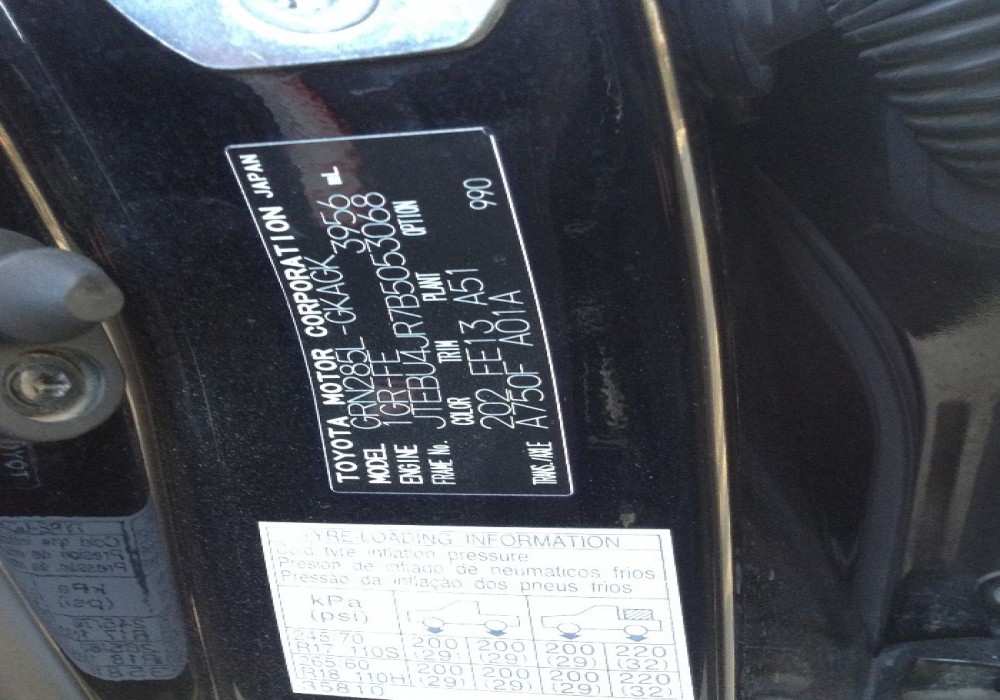 TOYOTA MOTOR CORPORATION JAPAN
MODEL GRN285L-GKAGK
ENGINE 1GR-FE 3956 mL
FRAME No. JTEBU4JR7B5053068
COLOR TRIM PLANT OPTION
202 FE13 A51 990
TRANS./AXLE A750F A01A
TYRE-LOADING INFORMATION
Cold tyre inflation pressure
Presion de inflado de neumaticos frios
Pressão da inflação dos pneus frios
kPa
(psi)
245/70
R17 110S
200 200 200 220
(29) (29) (29) (32)
265/60
R18 110H
200 200 200 220
(29) (29) (29) (32)
35810